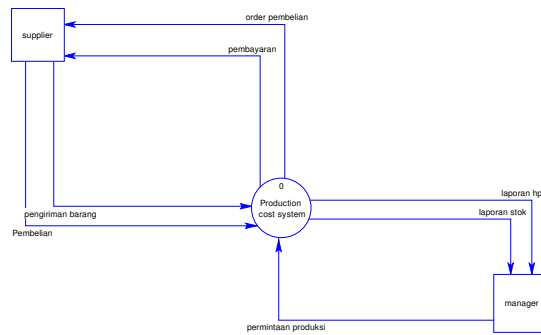 order pembelian
supplier
pembayaran
0
Production
cost system
laporan hp
laporan stok
pengiriman barang
Pembelian
manager
permintaan produksi